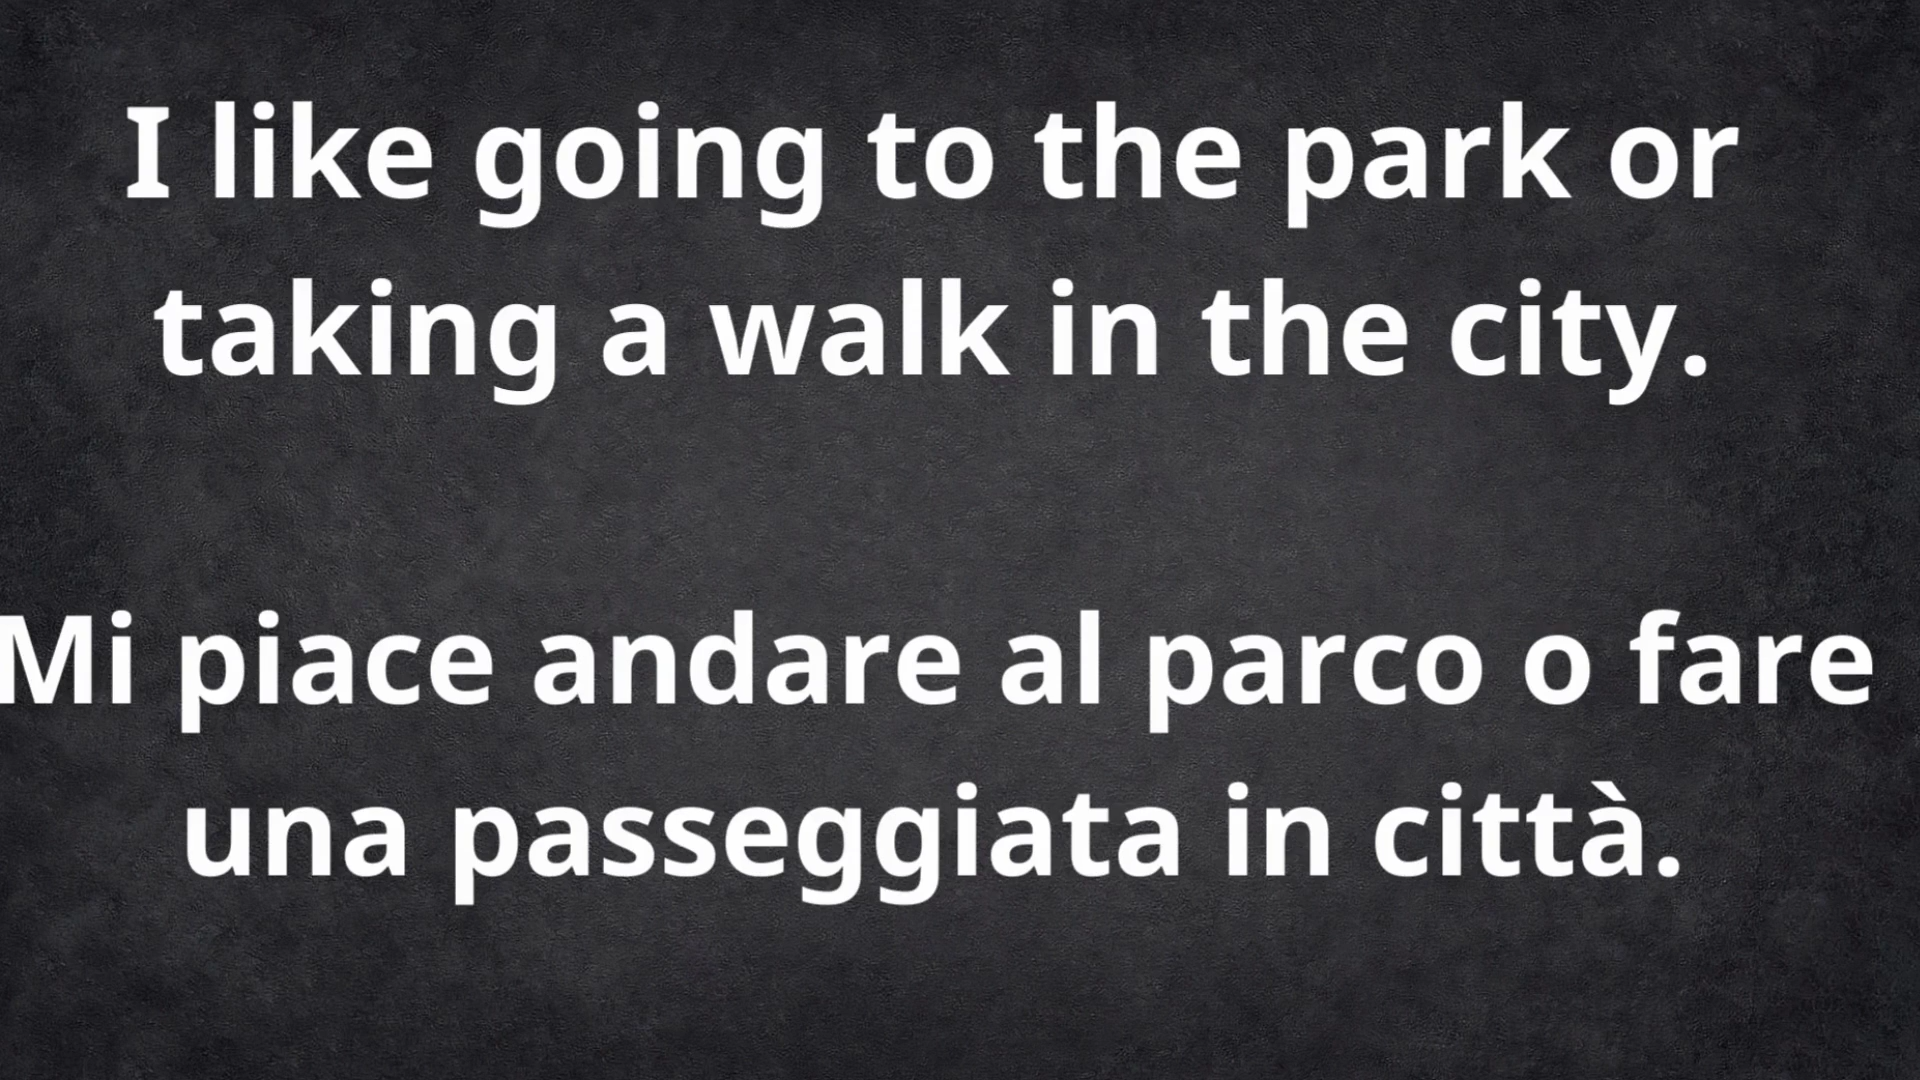 I like going to the park or
taking a walk in the city.
Mi piace andare al parco o fare
una passeggiata in città.